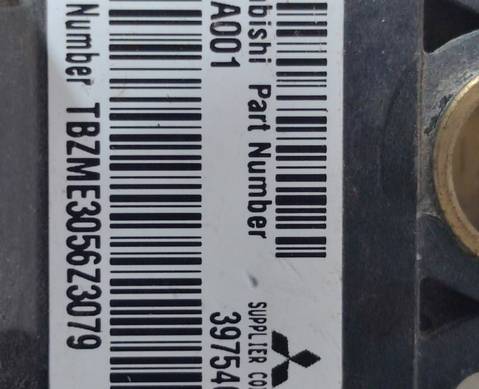 bishi Part Number
A001
SUPPLIER CO
39754
Number TBZME3056Z3079